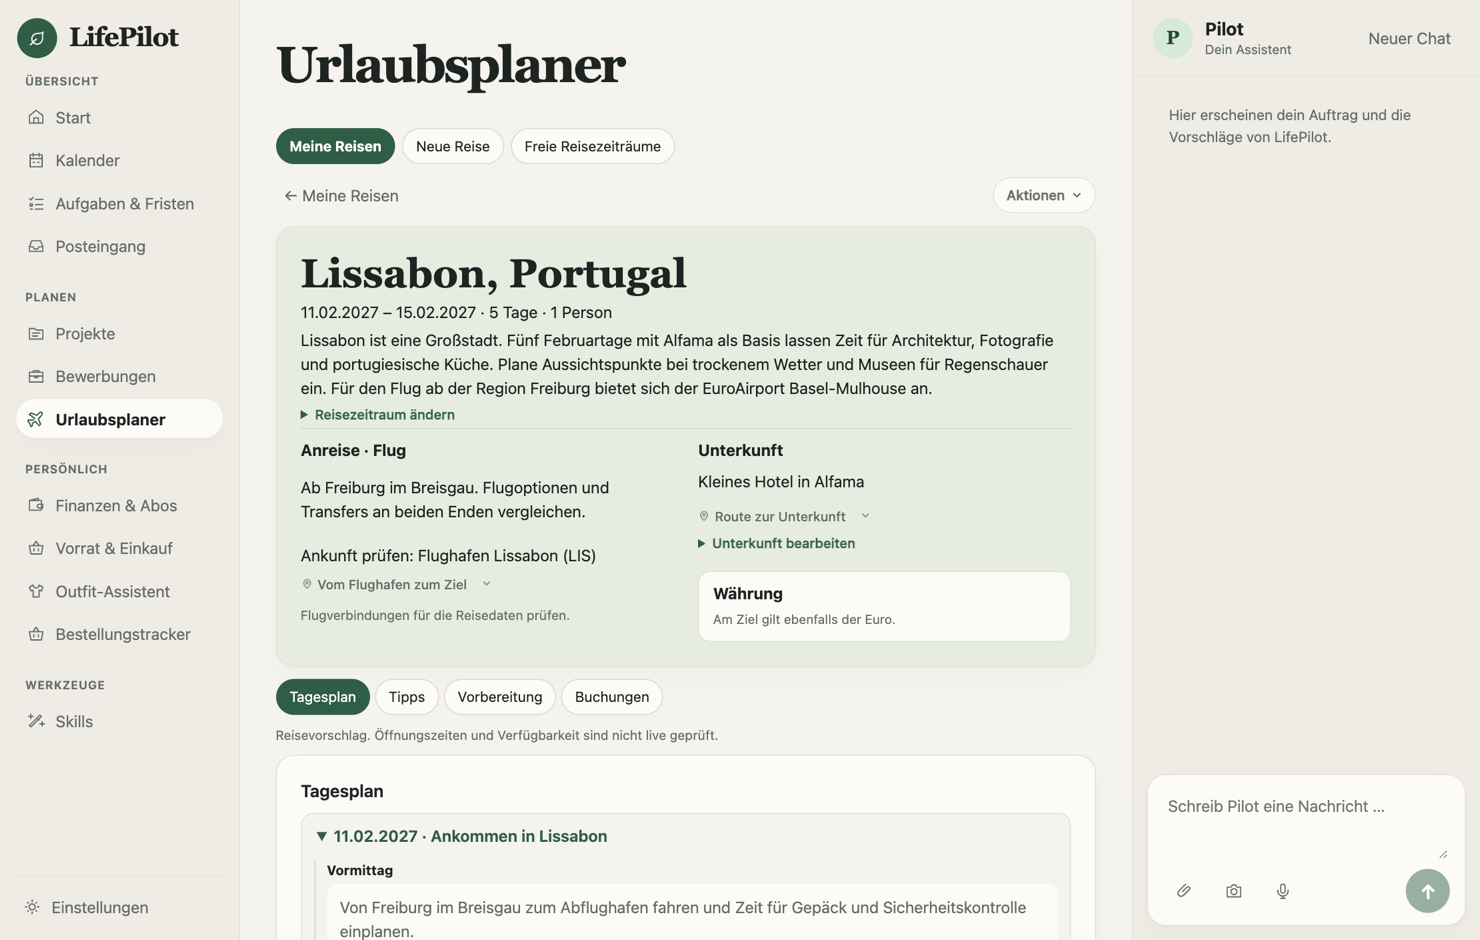 LifePilot
ÜBERSICHT
Start
Kalender
Aufgaben & Fristen
Posteingang
PLANEN
Projekte
Bewerbungen
Urlaubsplaner
PERSÖNLICH
Finanzen & Abos
Vorrat & Einkauf
Outfit-Assistent
Bestellungstracker
WERKZEUGE
Skills
Einstellungen
Urlaubsplaner
Meine Reisen
Neue Reise
Freie Reisezeiträume
← Meine Reisen
Aktionen
Lissabon, Portugal
11.02.2027 – 15.02.2027 · 5 Tage · 1 Person
Lissabon ist eine Großstadt. Fünf Februartage mit Alfama als Basis lassen Zeit für Architektur, Fotografie
und portugiesische Küche. Plane Aussichtspunkte bei trockenem Wetter und Museen für Regenschauer
ein. Für den Flug ab der Region Freiburg bietet sich der EuroAirport Basel-Mulhouse an.
Reisezeitraum ändern
Anreise · Flug
Ab Freiburg im Breisgau. Flugoptionen und
Transfers an beiden Enden vergleichen.
Ankunft prüfen: Flughafen Lissabon (LIS)
Vom Flughafen zum Ziel
Flugverbindungen für die Reisedaten prüfen.
Unterkunft
Kleines Hotel in Alfama
Route zur Unterkunft
Unterkunft bearbeiten
Währung
Am Ziel gilt ebenfalls der Euro.
Tagesplan
Tipps
Vorbereitung
Buchungen
Reisevorschlag. Öffnungszeiten und Verfügbarkeit sind nicht live geprüft.
Tagesplan
11.02.2027 · Ankommen in Lissabon
Vormittag
Von Freiburg im Breisgau zum Abflughafen fahren und Zeit für Gepäck und Sicherheitskontrolle
einplanen.
P
Pilot
Dein Assistent
Neuer Chat
Hier erscheinen dein Auftrag und die
Vorschläge von LifePilot.
Schreib Pilot eine Nachricht ...